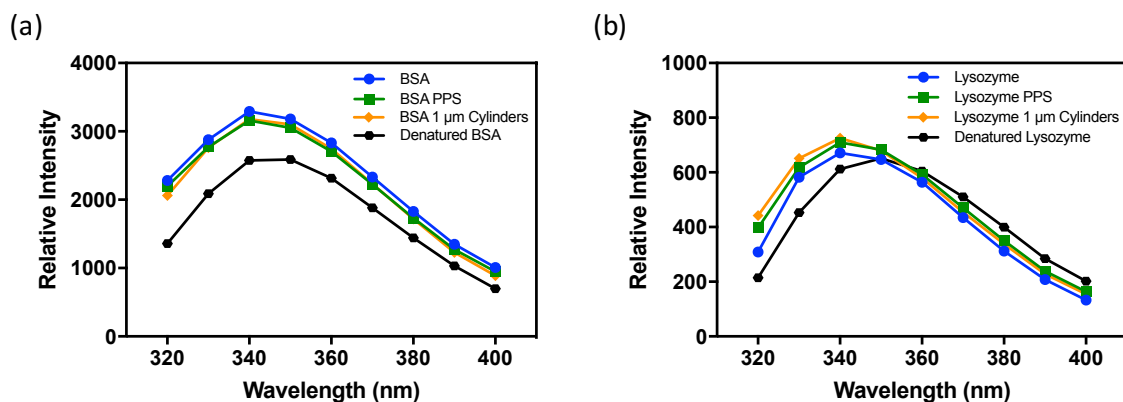 (a)
Relative Intensity
4000
3000
2000
1000
0
BSA
BSA PPS
BSA 1 µm Cylinders
Denatured BSA
320 340 360 380 400
Wavelength (nm)
(b)
Relative Intensity
1000
800
600
400
200
0
Lysozyme
Lysozyme PPS
Lysozyme 1 µm Cylinders
Denatured Lysozyme
320 340 360 380 400
Wavelength (nm)